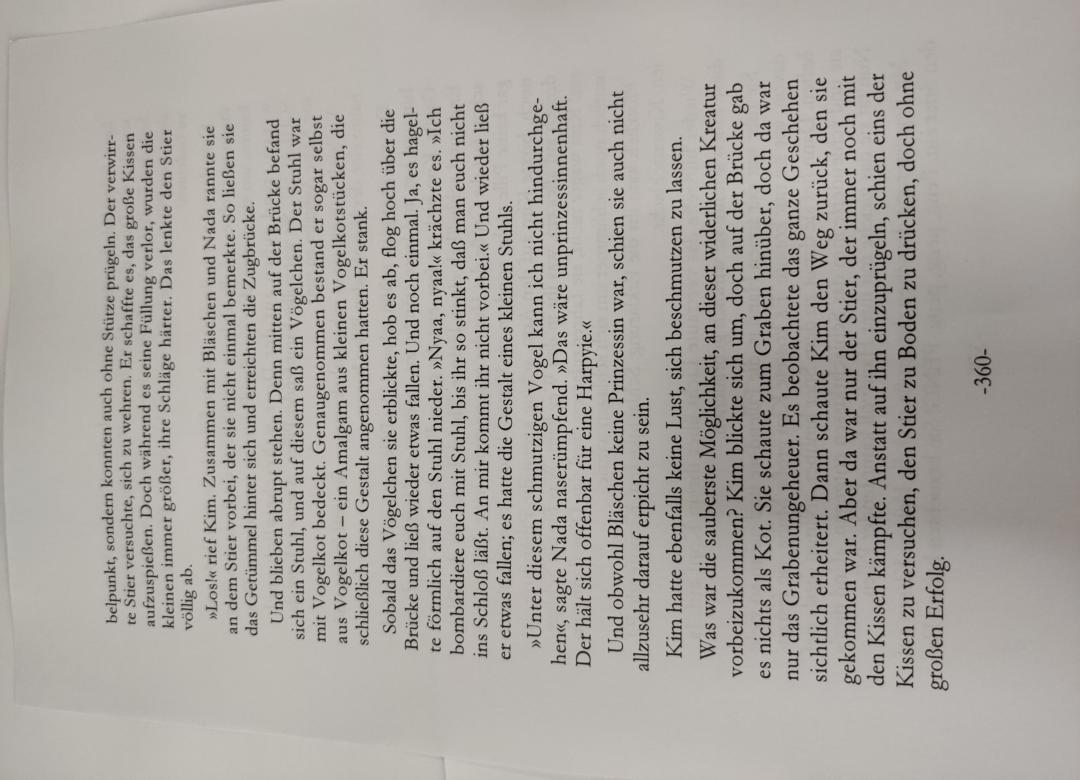 belpunkt, sondern konnten auch ohne Stütze prügeln. Der verwirr-
te Stier versuchte, sich zu wehren. Er schaffte es, das große Kissen
aufzuspießen. Doch während es seine Füllung verlor, wurden die
kleinen immer größer, ihre Schläge härter. Das lenkte den Stier
völlig ab.
»Los!« rief Kim. Zusammen mit Bläschen und Nada rannte sie
an dem Stier vorbei, der sie nicht einmal bemerkte. So ließen sie
das Getümmel hinter sich und erreichten die Zugbrücke.
Und blieben abrupt stehen. Denn mitten auf der Brücke befand
sich ein Stuhl, und auf diesem saß ein Vögelchen. Der Stuhl war
mit Vogelkot bedeckt. Genaugenommen bestand er sogar selbst
aus Vogelkot – ein Amalgam aus kleinen Vogelkotstücken, die
schließlich diese Gestalt angenommen hatten. Er stank.
Sobald das Vögelchen sie erblickte, hob es ab, flog hoch über die
Brücke und ließ wieder etwas fallen. Und noch einmal. Ja, es hagel-
te förmlich auf den Stuhl nieder. »Nyaa, nyaa!« krächzte es. »Ich
bombardiere euch mit Stuhl, bis ihr so stinkt, daß man euch nicht
ins Schloß läßt. An mir kommt ihr nicht vorbei.« Und wieder ließ
er etwas fallen; es hatte die Gestalt eines kleinen Stuhls.
»Unter diesem schmutzigen Vogel kann ich nicht hindurchge-
hen«, sagte Nada naserümpfend. »Das wäre unprinzessinnenhaft.
Der hält sich offenbar für eine Harpyie.«
Und obwohl Bläschen keine Prinzessin war, schien sie auch nicht
allzusehr darauf erpicht zu sein.
Kim hatte ebenfalls keine Lust, sich beschmutzen zu lassen.
Was war die sauberste Möglichkeit, an dieser widerlichen Kreatur
vorbeizukommen? Kim blickte sich um, doch auf der Brücke gab
es nichts als Kot. Sie schaute zum Graben hinüber, doch da war
nur das Grabenungeheuer. Es beobachtete das ganze Geschehen
sichtlich erheitert. Dann schaute Kim den Weg zurück, den sie
gekommen war. Aber da war nur der Stier, der immer noch mit
den Kissen kämpfte. Anstatt auf ihn einzuprügeln, schien eins der
Kissen zu versuchen, den Stier zu Boden zu drücken, doch ohne
großen Erfolg.
-360-